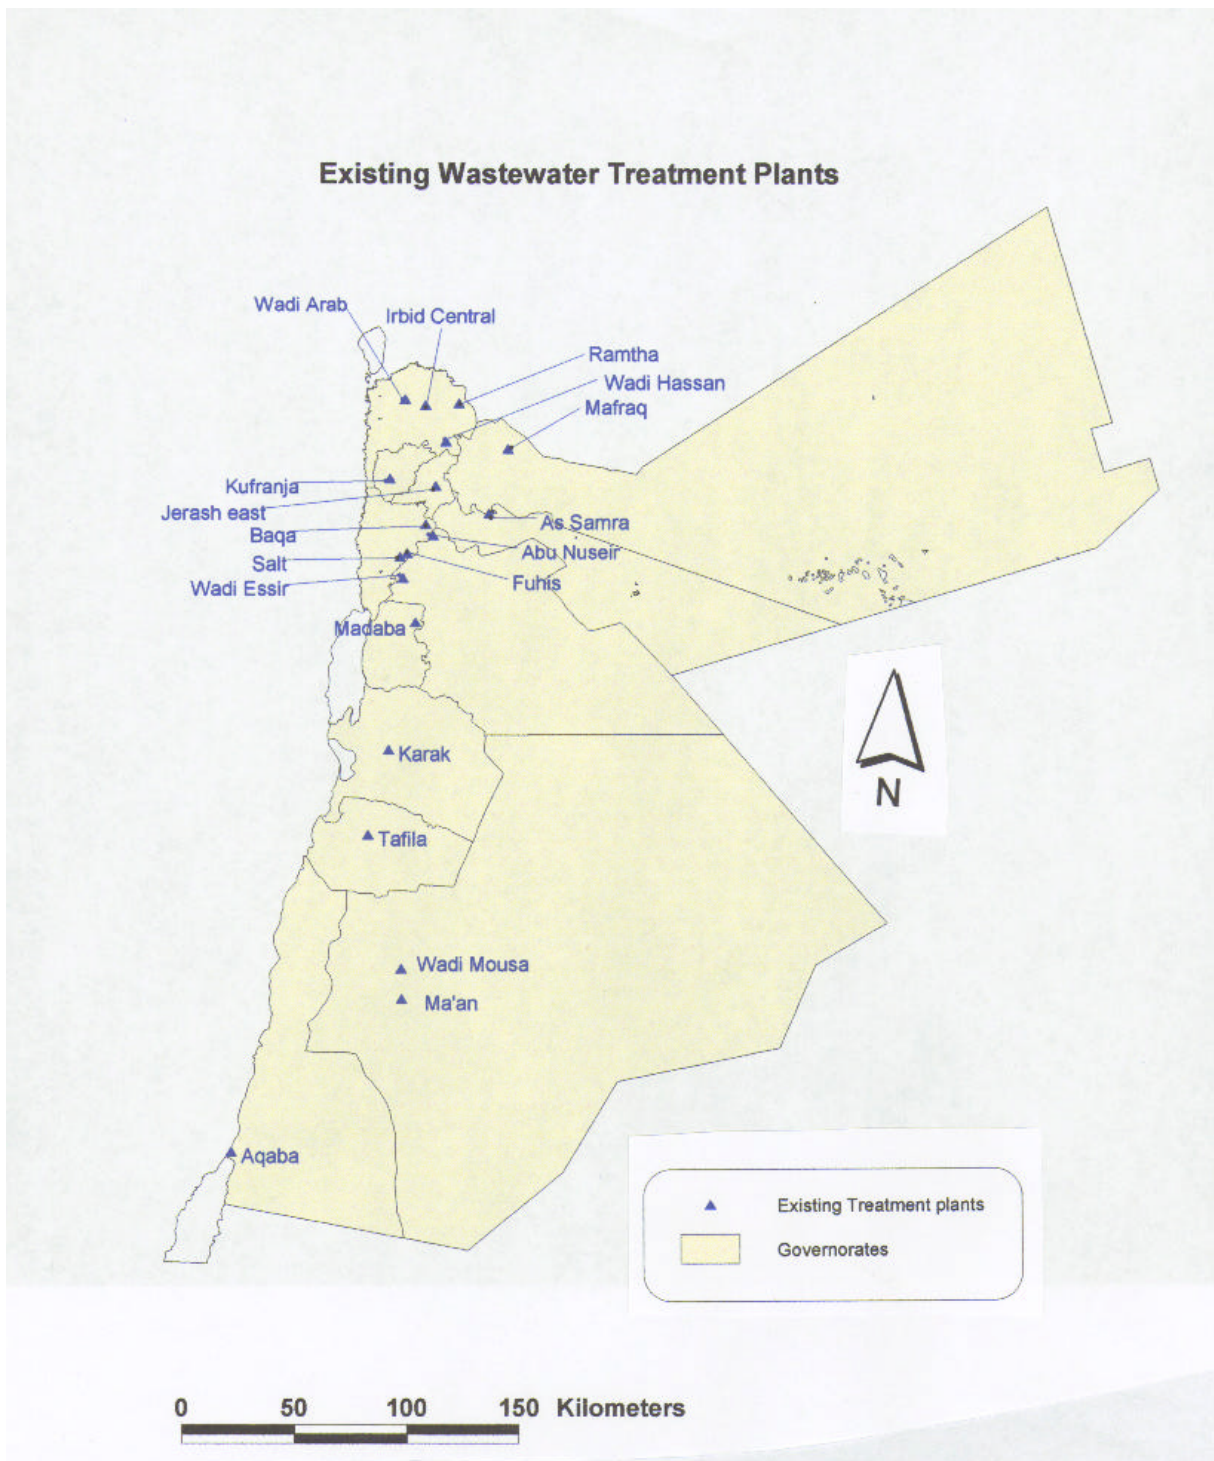 Existing Wastewater Treatment Plants
Wadi Arab
Irbid Central
Ramtha
Wadi Hassan
Mafraq
Kufranja
Jerash east
As Samra
Baqa
Abu Nuseir
Salt
Fuhis
Wadi Essir
Madaba
Karak
N
Tafila
Wadi Mousa
Ma'an
Aqaba
Existing Treatment plants
Governorates
0 50 100 150 Kilometers